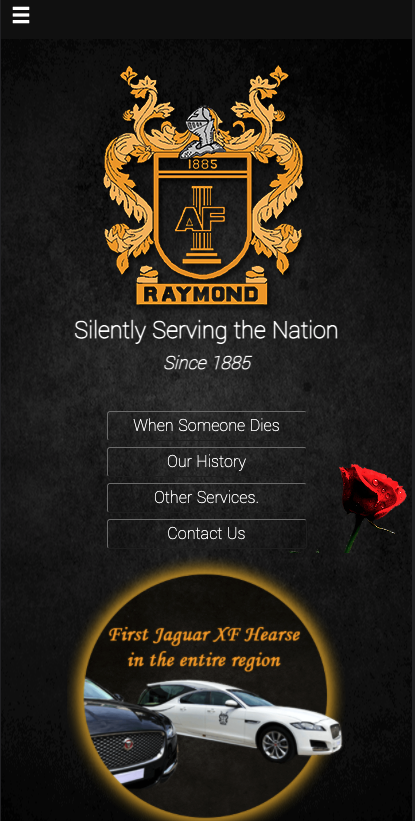 1885
AF
RAYMOND
Silently Serving the Nation
Since 1885
When Someone Dies
Our History
Other Services.
Contact Us
First Jaguar XF Hearse
in the entire region